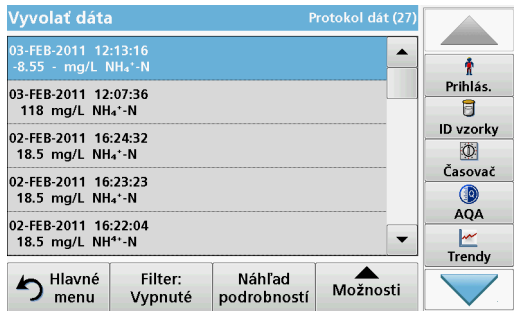 Vyvolať dáta
Protokol dát (27)
03-FEB-2011 12:13:16
-8.55 - mg/L NH₄⁺-N
03-FEB-2011 12:07:36
118 mg/L NH₄⁺-N
02-FEB-2011 16:24:32
18.5 mg/L NH₄⁺-N
02-FEB-2011 16:23:23
18.5 mg/L NH₄⁺-N
02-FEB-2011 16:22:04
18.5 mg/L NH⁴⁺-N
Prihlás.
ID vzorky
Časovač
AQA
Trendy
Hlavné
menu
Filter:
Vypnuté
Náhľad
podrobností
Možnosti